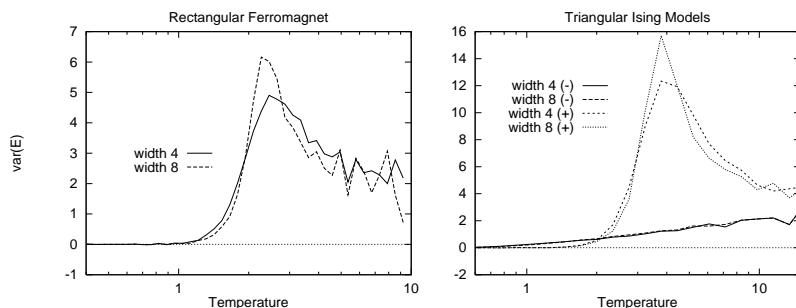 Rectangular Ferromagnet
var(E)
7
6
5
4
3
2
1
0
-1
width 4
width 8
1
10
Temperature
Triangular Ising Models
16
14
12
10
8
6
4
2
0
-2
width 4 (-)
width 8 (-)
width 4 (+)
width 8 (+)
1
10
Temperature